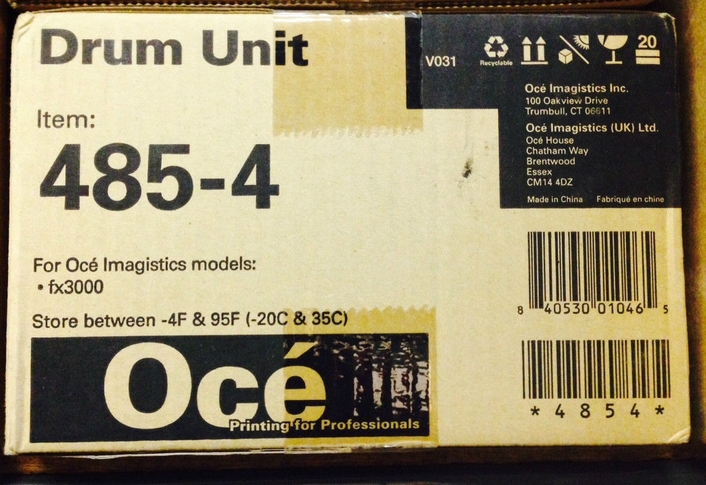 Drum Unit
V031
Recyclable
20
Océ Imagistics Inc.
100 Oakview Drive
Trumbull, CT 06611
Océ Imagistics (UK) Ltd.
Océ House
Chatham Way
Brentwood
Essex
CM14 4DZ
Made in China Fabriqué en chine
Item:
485-4
For Océ Imagistics models:
• fx3000
Store between -4F & 95F (-20C & 35C)
Océ
Printing for Professionals
8 40530 01046 5
*4854*